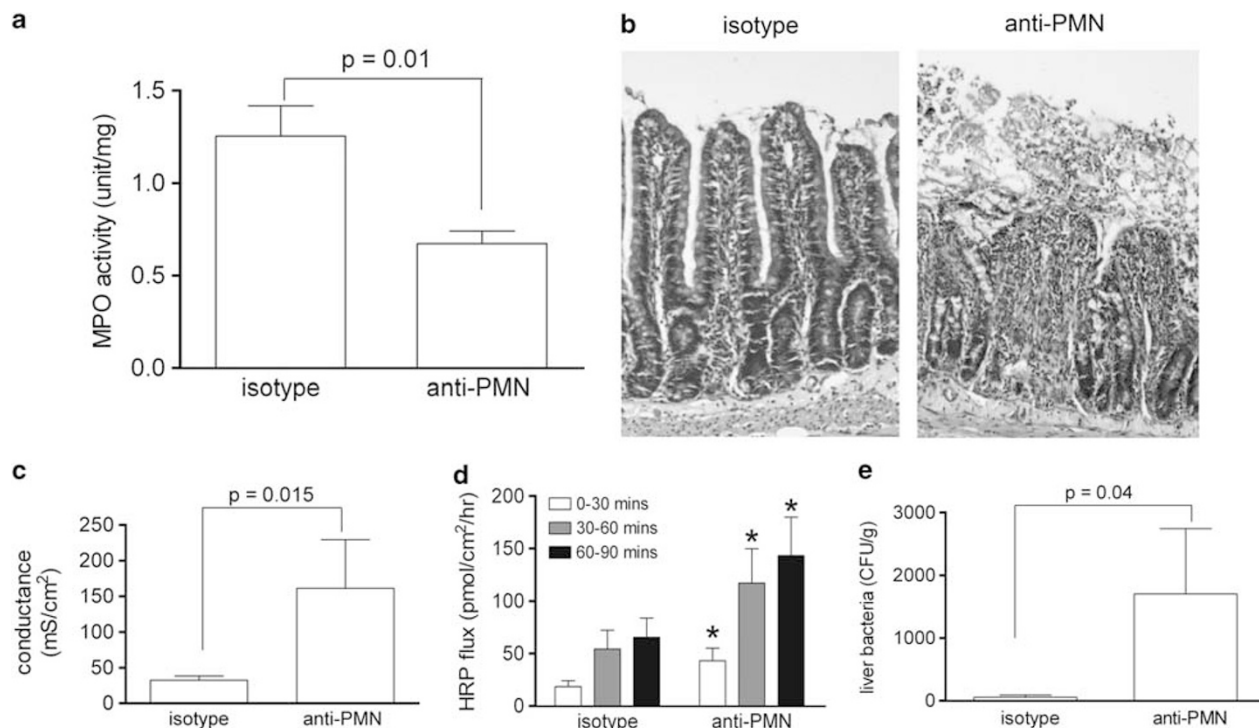 a
p = 0.01
1.5
1.0
0.5
0.0
MPO activity (unit/mg)
isotype
anti-PMN
b
isotype
anti-PMN
c
p = 0.015
250
200
150
100
50
0
conductance
(mS/cm²)
isotype
anti-PMN
d
200
150
100
50
0
HRP flux (pmol/cm²/hr)
0-30 mins
30-60 mins
60-90 mins
*
*
*
isotype
anti-PMN
e
p = 0.04
3000
2000
1000
0
liver bacteria (CFU/g)
isotype
anti-PMN